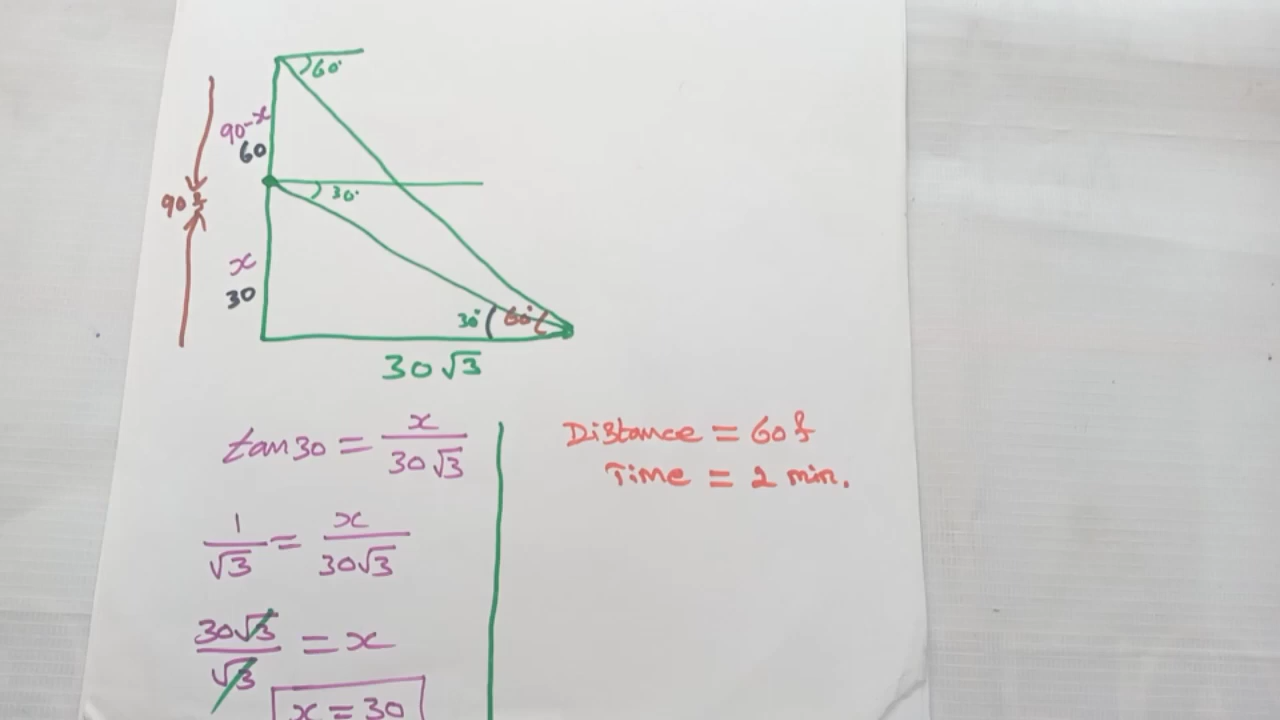 60°
90-x
60
30°
90 f
x
30
30°
60°
30√3
tan30 = x/30√3
1/√3 = x/30√3
30√3/√3 = x
x = 30
Distance = 60 f
Time = 2 min.